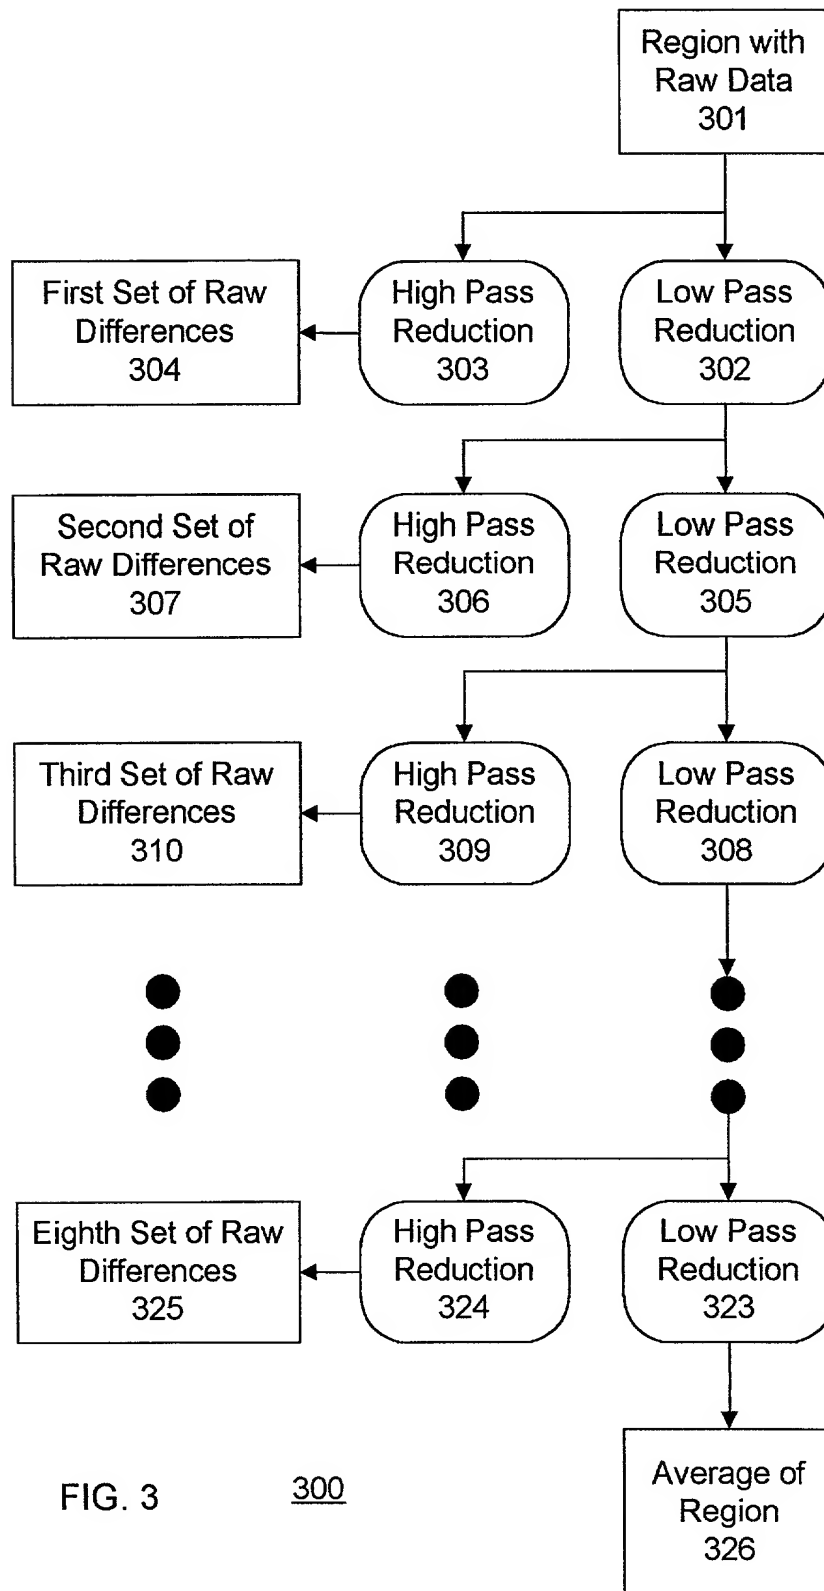 Region with
Raw Data
301
First Set of Raw
Differences
304
High Pass
Reduction
303
Low Pass
Reduction
302
Second Set of
Raw Differences
307
High Pass
Reduction
306
Low Pass
Reduction
305
Third Set of Raw
Differences
310
High Pass
Reduction
309
Low Pass
Reduction
308
Eighth Set of Raw
Differences
325
High Pass
Reduction
324
Low Pass
Reduction
323
Average of
Region
326
FIG. 3
300